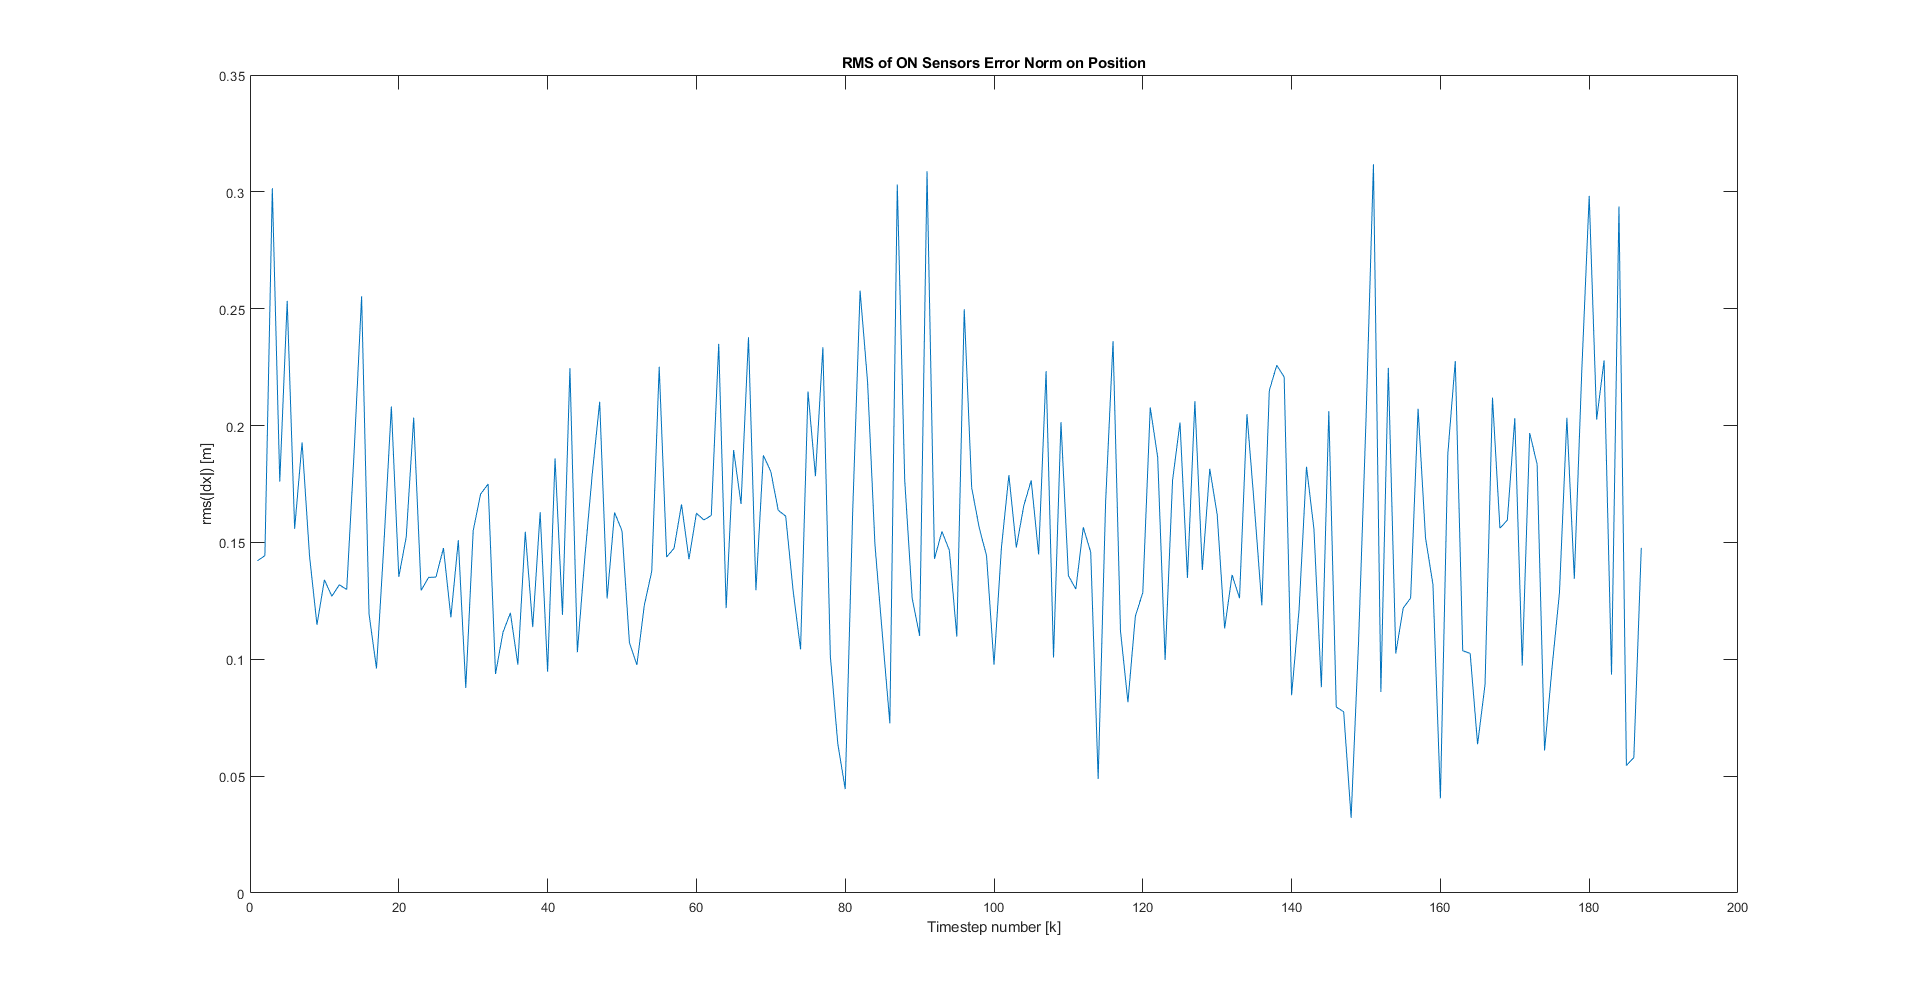 RMS of ON Sensors Error Norm on Position
0.35
0.3
0.25
0.2
0.15
0.1
0.05
0
rms(|dx|) [m]
0 20 40 60 80 100 120 140 160 180 200
Timestep number [k]